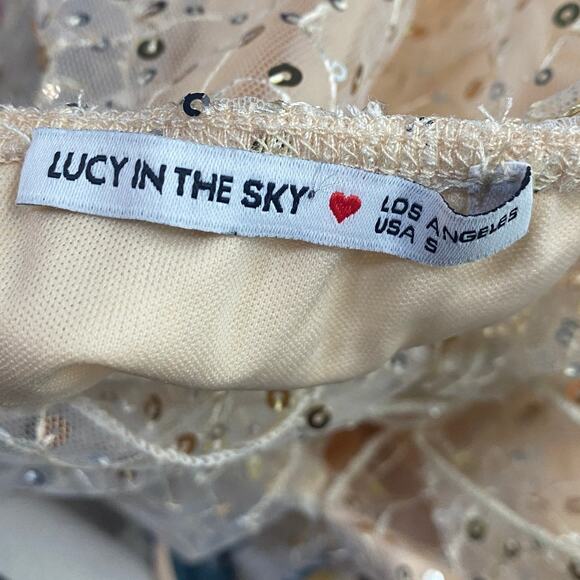 LUCY IN THE SKY®
LOS ANGELES
USA S